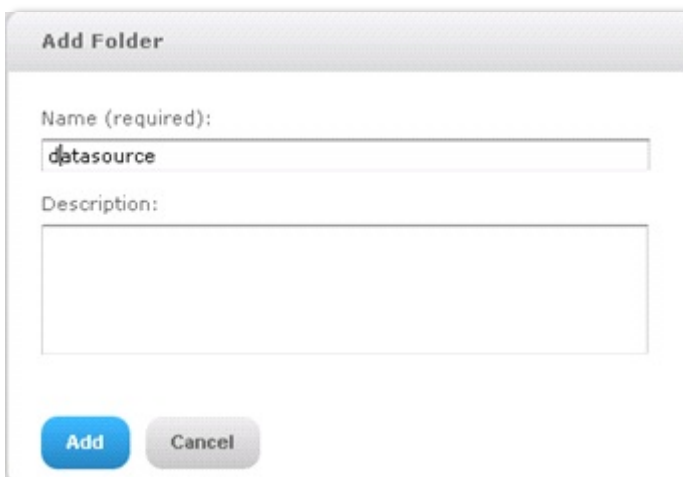 Add Folder
Name (required):
datasource
Description:
Add Cancel